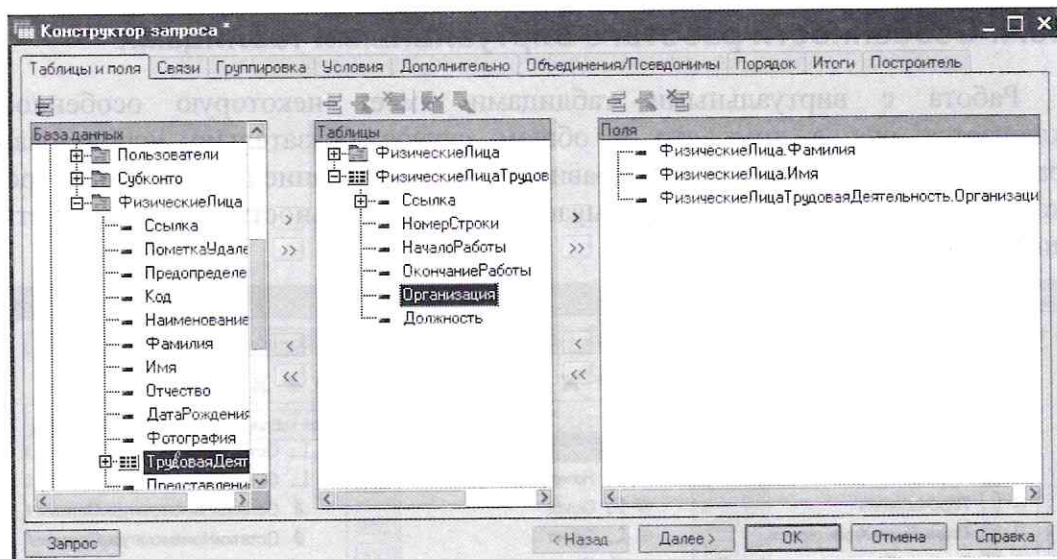 Конструктор запроса *
Таблицы и поля Связи Группировка Условия Дополнительно Объединения/Псевдонимы Порядок Итоги Построитель
База данных
Пользователи
Субконто
ФизическиеЛица
Ссылка
ПометкаУдале
Предопределе
Код
Наименование
Фамилия
Имя
Отчество
ДатаРождения
Фотография
ТрудоваяДеят
Представлени
Таблицы
ФизическиеЛица
ФизическиеЛицаТрудов
Ссылка
НомерСтроки
НачалоРаботы
ОкончаниеРаботы
Организация
Должность
>
>>
<
<<
>
>>
<
<<
Поля
ФизическиеЛица.Фамилия
ФизическиеЛица.Имя
ФизическиеЛицаТрудоваяДеятельность.Организаци
Запрос < Назад Далее > OK Отмена Справка